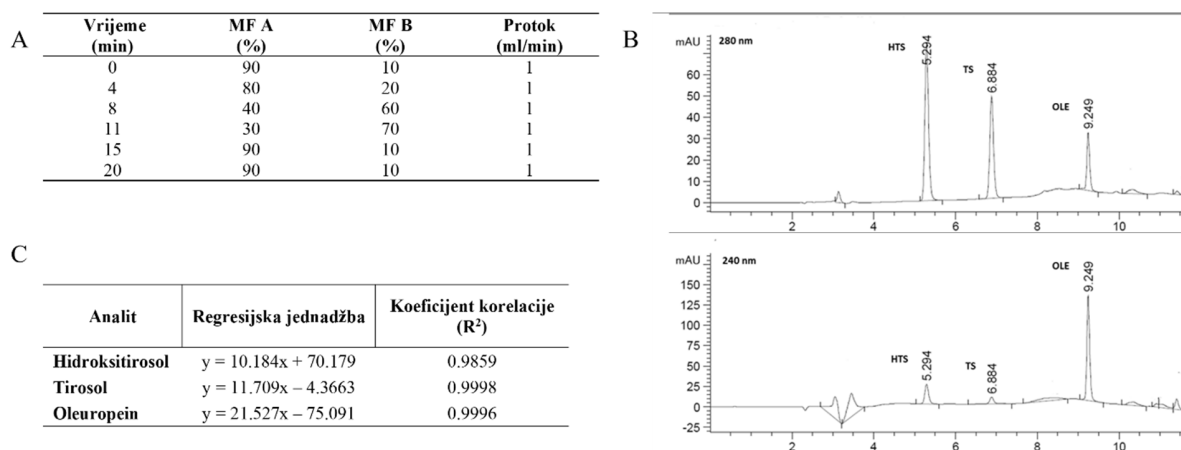 A
Vrijeme (min) MF A (%) MF B (%) Protok (ml/min)
0 90 10 1
4 80 20 1
8 40 60 1
11 30 70 1
15 90 10 1
20 90 10 1
C
Analit Regresijska jednadžba Koeficijent korelacije (R²)
Hidroksitirosol y = 10.184x + 70.179 0.9859
Tirosol y = 11.709x – 4.3663 0.9998
Oleuropein y = 21.527x – 75.091 0.9996
B
mAU
280 nm
HTS
5.294
TS
6.884
OLE
9.249
60
50
40
30
20
10
0
2 4 6 8 10
mAU
240 nm
HTS
5.294
TS
6.884
OLE
9.249
150
125
100
75
50
25
0
-25
2 4 6 8 10